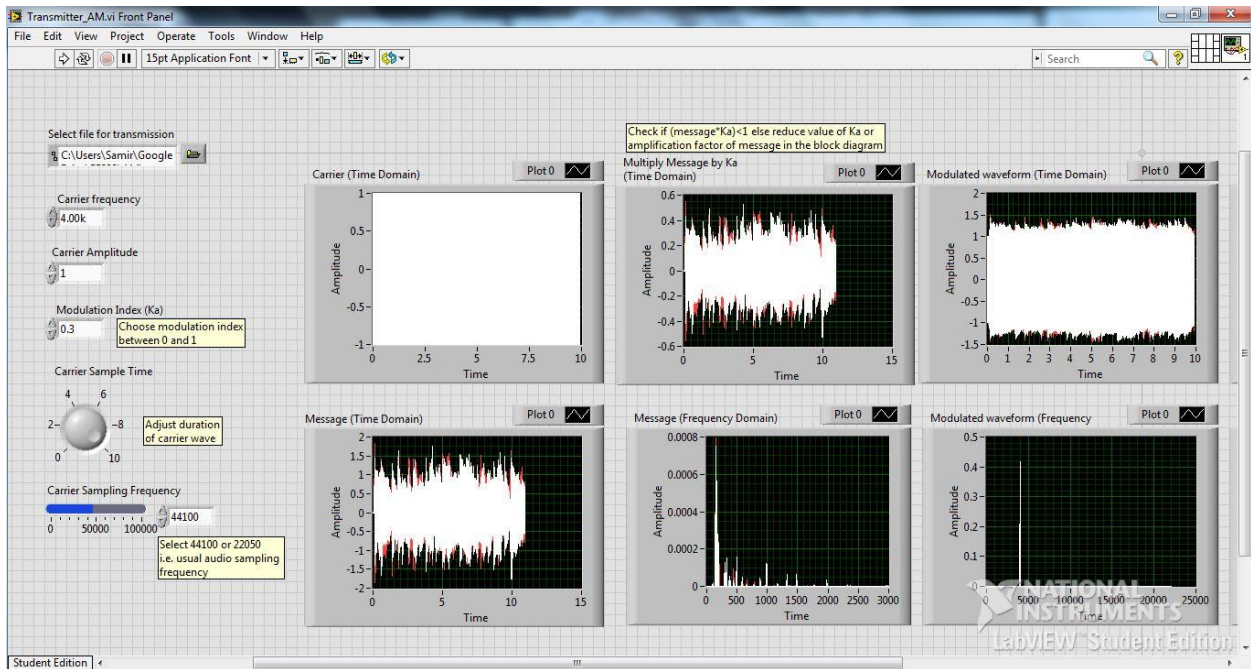 Transmitter_AM.vi Front Panel
File Edit View Project Operate Tools Window Help
15pt Application Font
Search
1
Select file for transmission
C:\Users\Samir\Google
Carrier frequency
4.00k
Carrier Amplitude
1
Modulation Index (Ka)
0.3
Choose modulation index
between 0 and 1
Carrier Sample Time
0 2 4 6 8 10
Adjust duration
of carrier wave
Carrier Sampling Frequency
0 50000 100000
44100
Select 44100 or 22050
i.e. usual audio sampling
frequency
Carrier (Time Domain)
Plot 0
Amplitude
1
0.5
0
-0.5
-1
0 2.5 5 7.5 10
Time
Check if (message*Ka)<1 else reduce value of Ka or
amplification factor of message in the block diagram
Multiply Message by Ka
(Time Domain)
Plot 0
Amplitude
0.6
0.4
0.2
0
-0.2
-0.4
-0.6
0 5 10 15
Time
Modulated waveform (Time Domain)
Plot 0
Amplitude
2
1.5
1
0.5
0
-0.5
-1
-1.5
0 1 2 3 4 5 6 7 8 9 10
Time
Message (Time Domain)
Plot 0
Amplitude
2
1.5
1
0.5
0
-0.5
-1
-1.5
-2
0 5 10 15
Time
Message (Frequency Domain)
Plot 0
Amplitude
0.0008
0.0006
0.0004
0.0002
0
0 500 1000 1500 2000 2500 3000
Time
Modulated waveform (Frequency
Plot 0
Amplitude
0.5
0.4
0.3
0.2
0.1
0
0 5000 10000 15000 20000 25000
Time
NATIONAL
INSTRUMENTS
LabVIEW Student Edition
Student Edition